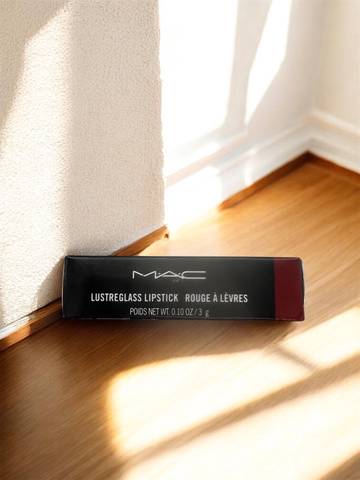 MAC
LUSTREGLASS LIPSTICK ROUGE À LÈVRES
POIDS NET WT. 0.10 OZ / 3 g